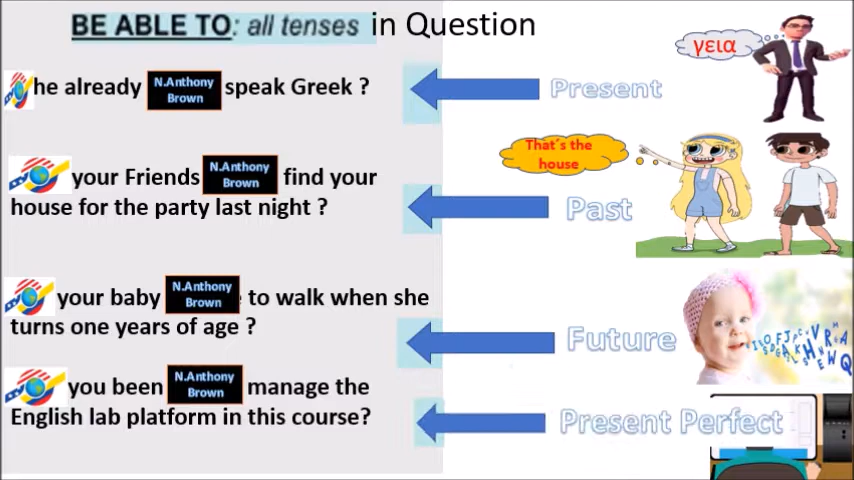 BE ABLE TO: all tenses in Question
γεια
he already N.Anthony Brown speak Greek ?
Present
That's the
house
your Friends N.Anthony Brown find your
house for the party last night ?
Past
your baby N.Anthony Brown to walk when she
turns one years of age ?
Future
you been N.Anthony Brown manage the
English lab platform in this course?
Present Perfect